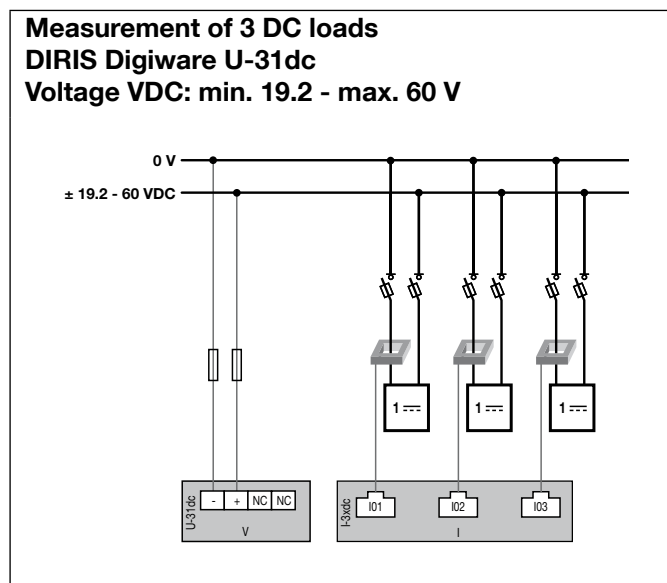 Measurement of 3 DC loads
DIRIS Digiware U-31dc
Voltage VDC: min. 19.2 - max. 60 V
0 V
± 19.2 - 60 VDC
1
1
1
U-31dc
- + NC NC
V
I-3xdc
I01 I02 I03
I